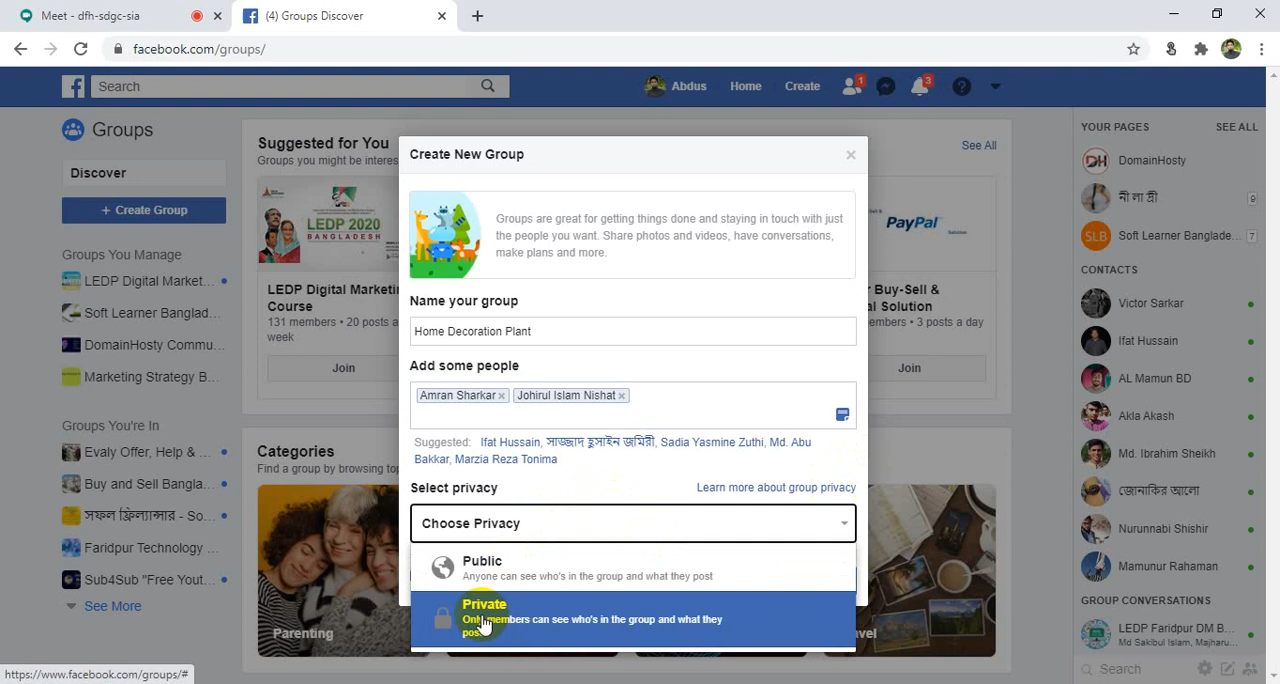 Meet - dfh-sdgc-sia
(4) Groups Discover
facebook.com/groups/
Search
Abdus
Home
Create
1
3
Groups
Discover
+ Create Group
Groups You Manage
LEDP Digital Market...
Soft Learner Banglad...
DomainHosty Commu...
Marketing Strategy B...
Groups You're In
Evaly Offer, Help & ...
Buy and Sell Bangla...
সফল ফ্রিল্যান্সার - So...
Faridpur Technology ...
Sub4Sub "Free Yout...
See More
Suggested for You
Groups you might be interes
See All
LEDP 2020
BANGLADESH
PayPal
LEDP Digital Marketi
Course
131 members • 20 posts a
week
Join
r Buy-Sell &
al Solution
embers • 3 posts a day
Join
Categories
Find a group by browsing top
Parenting
avel
Create New Group
Groups are great for getting things done and staying in touch with just
the people you want. Share photos and videos, have conversations,
make plans and more.
Name your group
Home Decoration Plant
Add some people
Amran Sharkar
Johirul Islam Nishat
Suggested: Ifat Hussain, সাজ্জাদ হুসাইন জমিরী, Sadia Yasmine Zuthi, Md. Abu
Bakkar, Marzia Reza Tonima
Select privacy
Learn more about group privacy
Choose Privacy
Public
Anyone can see who's in the group and what they post
Private
Only members can see who's in the group and what they
post
YOUR PAGES
SEE ALL
DomainHosty
নী লা দ্রী
9
SLB
Soft Learner Banglade...
7
CONTACTS
Victor Sarkar
Ifat Hussain
AL Mamun BD
Akla Akash
Md. Ibrahim Sheikh
জোনাকির আলো
Nurunnabi Shishir
Mamunur Rahaman
GROUP CONVERSATIONS
LEDP Faridpur DM B...
Md Sakibul Islam, Majharu...
Search
https://www.facebook.com/groups/#